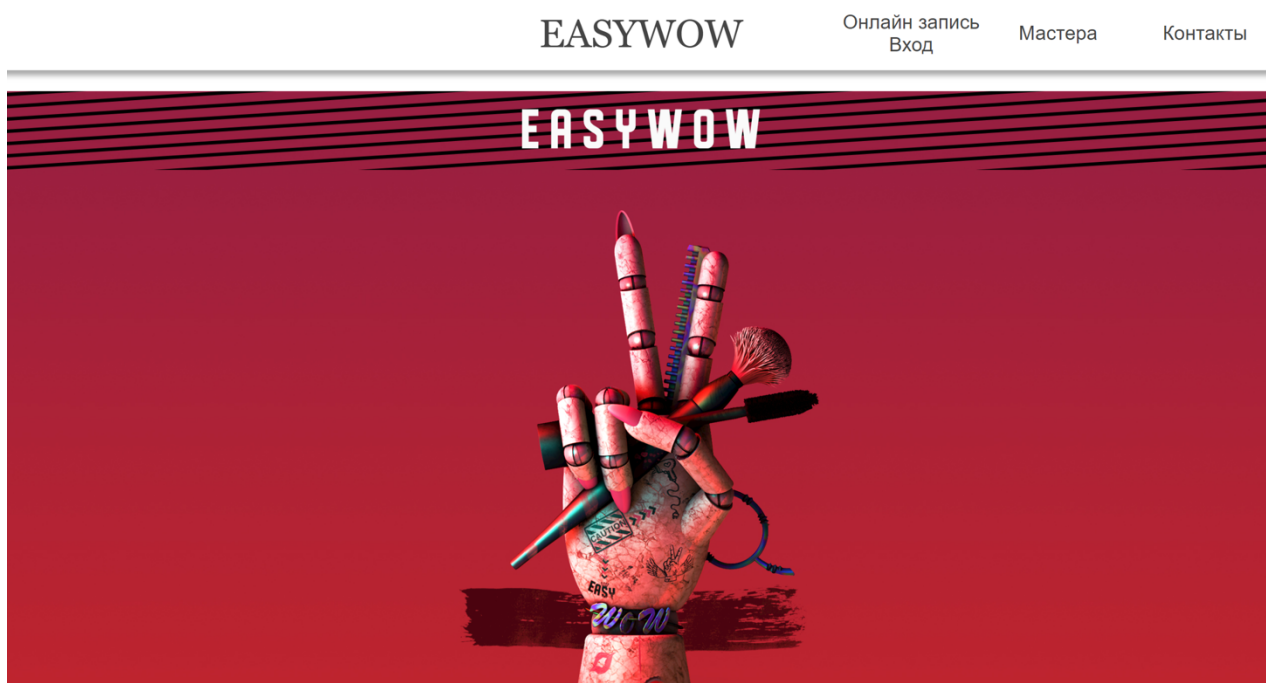 EASYWOW
Онлайн запись
Вход
Мастера
Контакты
EASYWOW
CAUTION
EASY
WOW